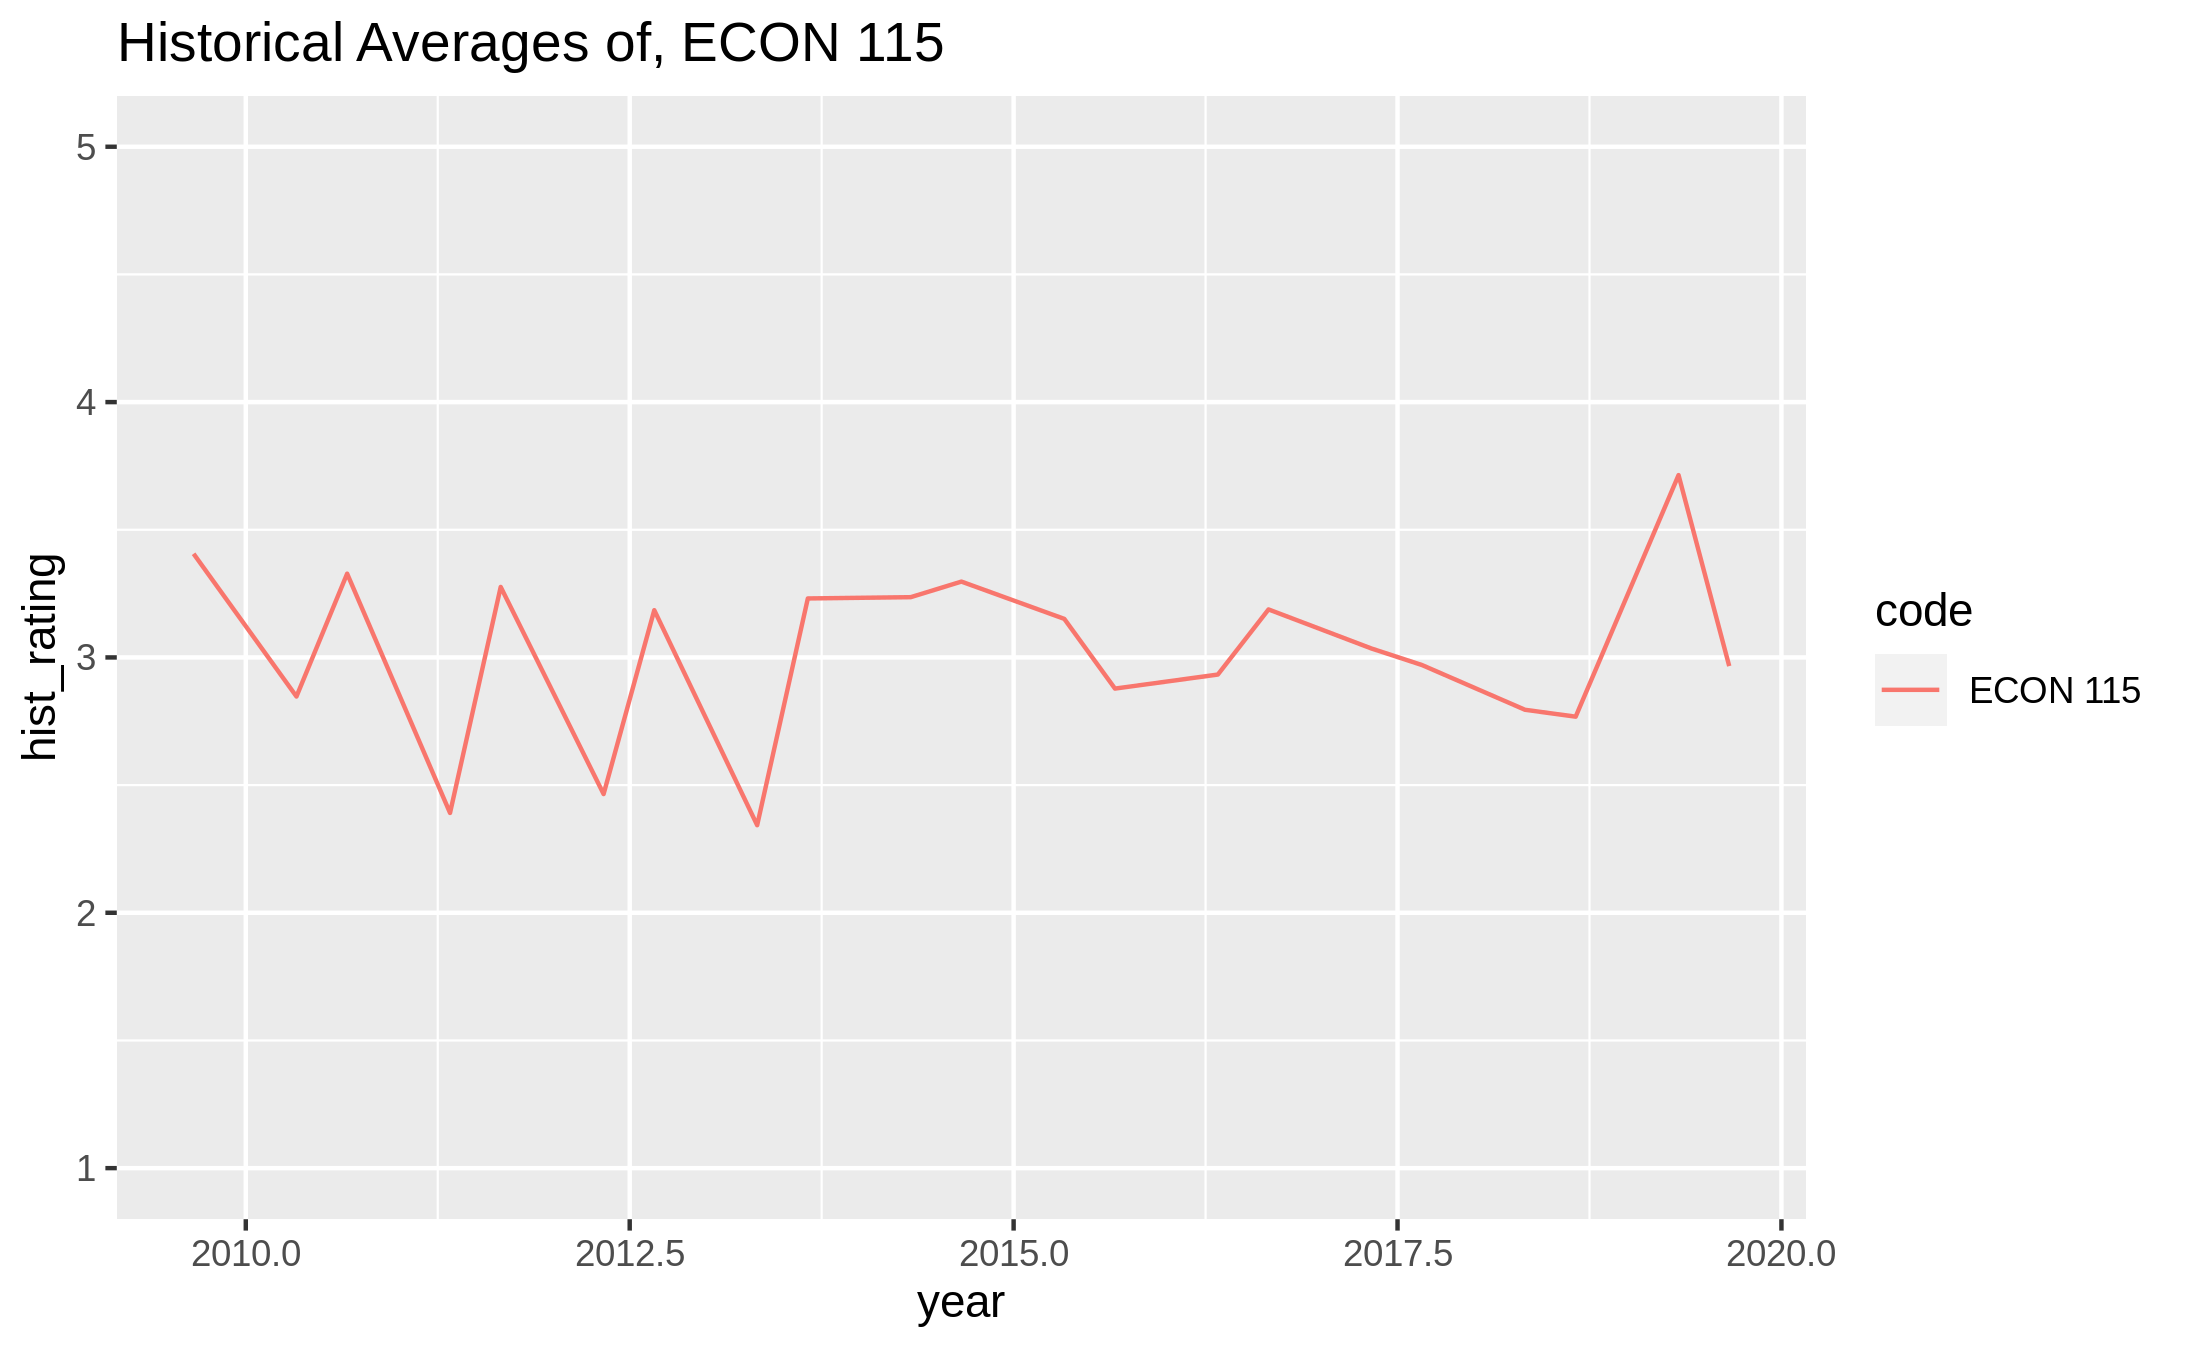 Historical Averages of, ECON 115
hist_rating
5
4
3
2
1
2010.0
2012.5
2015.0
2017.5
2020.0
year
code
ECON 115